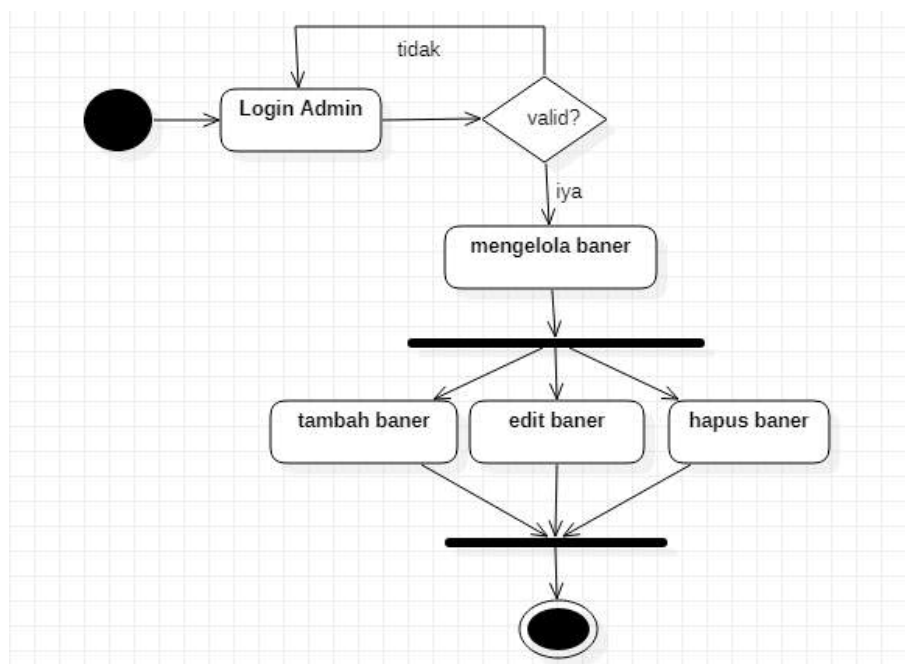 tidak
Login Admin
valid?
iya
mengelola baner
tambah baner
edit baner
hapus baner